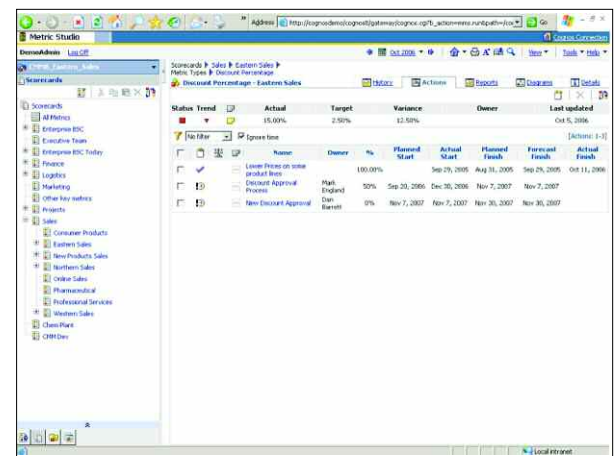 Address http://cognosdemo/cognos8/gateway/cognos.cgi?b_action=mms.run&path=/co Go
Metric Studio
Cognos Connection
DemoAdmin Log Off
Oct 2006 View Tools Help
CMM6_Eastern_Sales
Scorecards
Scorecards Sales Eastern Sales
Metric Types Discount Percentage
Discount Percentage - Eastern Sales
History Actions Reports Diagrams Details
Scorecards
All Metrics
Enterprise BSC
Executive Team
Enterprise BSC Today
Finance
Logistics
Marketing
Other key metrics
Projects
Sales
Consumer Products
Eastern Sales
New Products Sales
Northern Sales
Online Sales
Pharmaceutical
Professional Services
Western Sales
Chem Plant
CMMDev
Status Trend Actual Target Variance Owner Last updated
15.00% 2.50% 12.50% Oct 5, 2006
No filter Ignore time [Actions: 1-3]
Name Owner % Planned Start Actual Start Planned Finish Forecast Finish Actual Finish
Lower Prices on some product lines 100.00% Sep 29, 2005 Aug 31, 2005 Sep 29, 2005 Oct 11, 2006
Discount Approval Process Mark England 50% Sep 20, 2006 Dec 30, 2006 Nov 7, 2007 Nov 7, 2007
New Discount Approval Dan Barrett 0% Nov 7, 2007 Nov 7, 2007 Nov 30, 2007 Nov 30, 2007
Local intranet